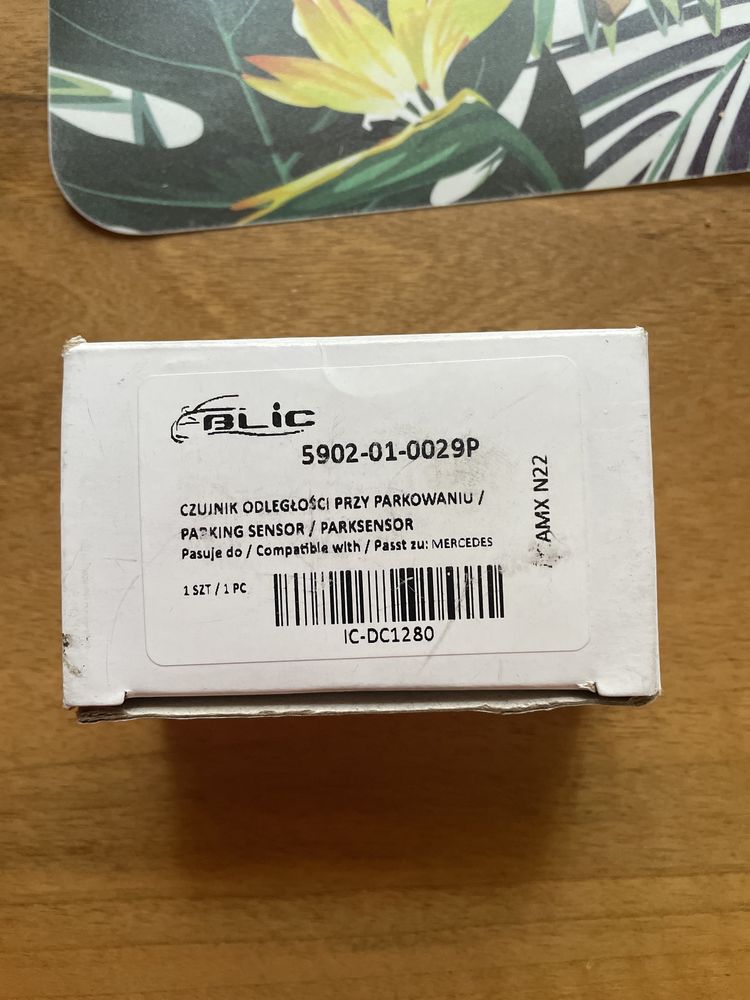 BLIC
5902-01-0029P
CZUJNIK ODLEGŁOŚCI PRZY PARKOWANIU /
PARKING SENSOR / PARKSENSOR
Pasuje do / Compatible with / Passt zu: MERCEDES
1 SZT / 1 PC
IC-DC1280
AMX N22